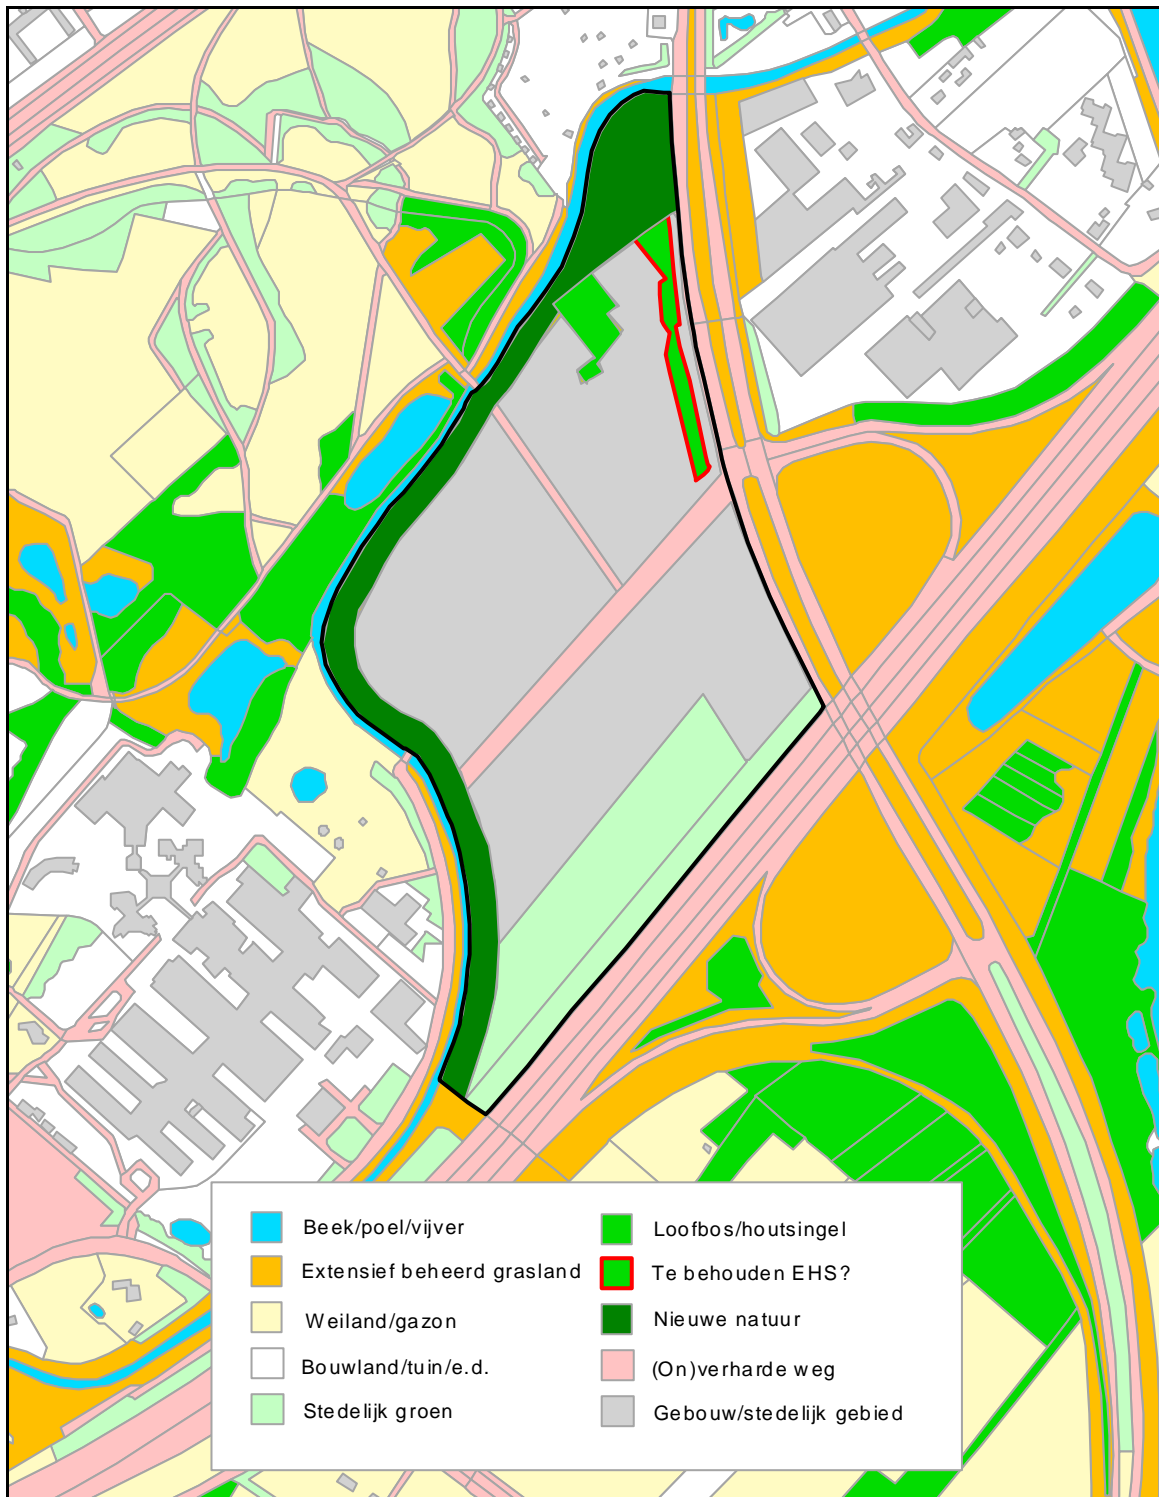 Beek/poel/vijver
Extensief beheerd grasland
Weiland/gazon
Bouwland/tuin/e.d.
Stedelijk groen
Loofbos/houtsingel
Te behouden EHS?
Nieuwe natuur
(On)verharde weg
Gebouw/stedelijk gebied